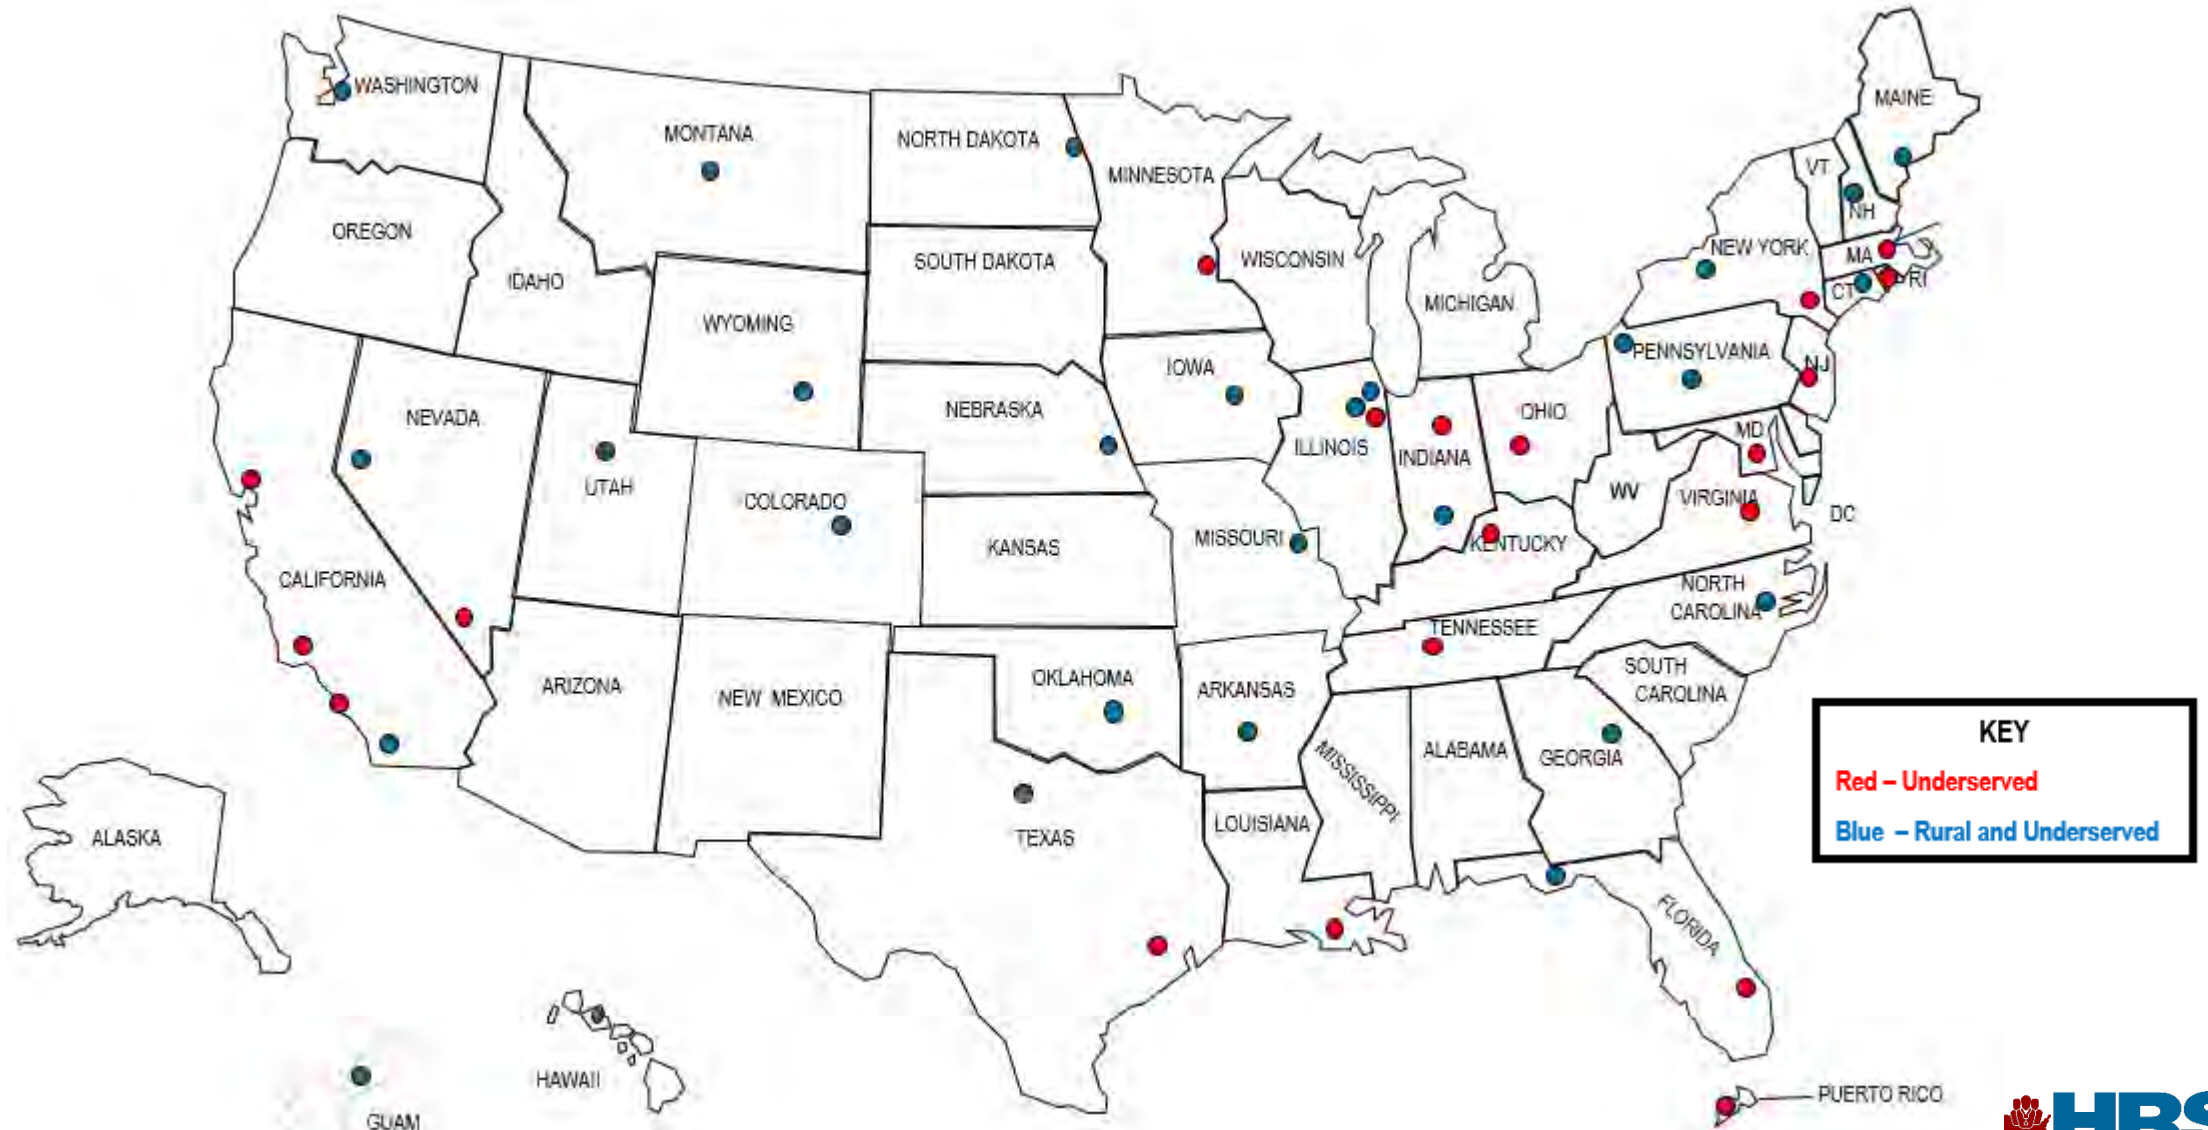 WASHINGTON
MONTANA
NORTH DAKOTA
MINNESOTA
MAINE
VT
NH
OREGON
IDAHO
SOUTH DAKOTA
WISCONSIN
MICHIGAN
NEW YORK
MA
RI
CT
WYOMING
IOWA
PENNSYLVANIA
NJ
NEVADA
NEBRASKA
ILLINOIS
INDIANA
OHIO
MD
UTAH
COLORADO
KANSAS
MISSOURI
KENTUCKY
WV
VIRGINIA
DC
CALIFORNIA
NORTH
CAROLINA
TENNESSEE
ARIZONA
NEW MEXICO
OKLAHOMA
ARKANSAS
SOUTH
CAROLINA
MISSISSIPPI
ALABAMA
GEORGIA
TEXAS
LOUISIANA
FLORIDA
ALASKA
HAWAII
GUAM
PUERTO RICO
KEY
Red – Underserved
Blue – Rural and Underserved
HRS